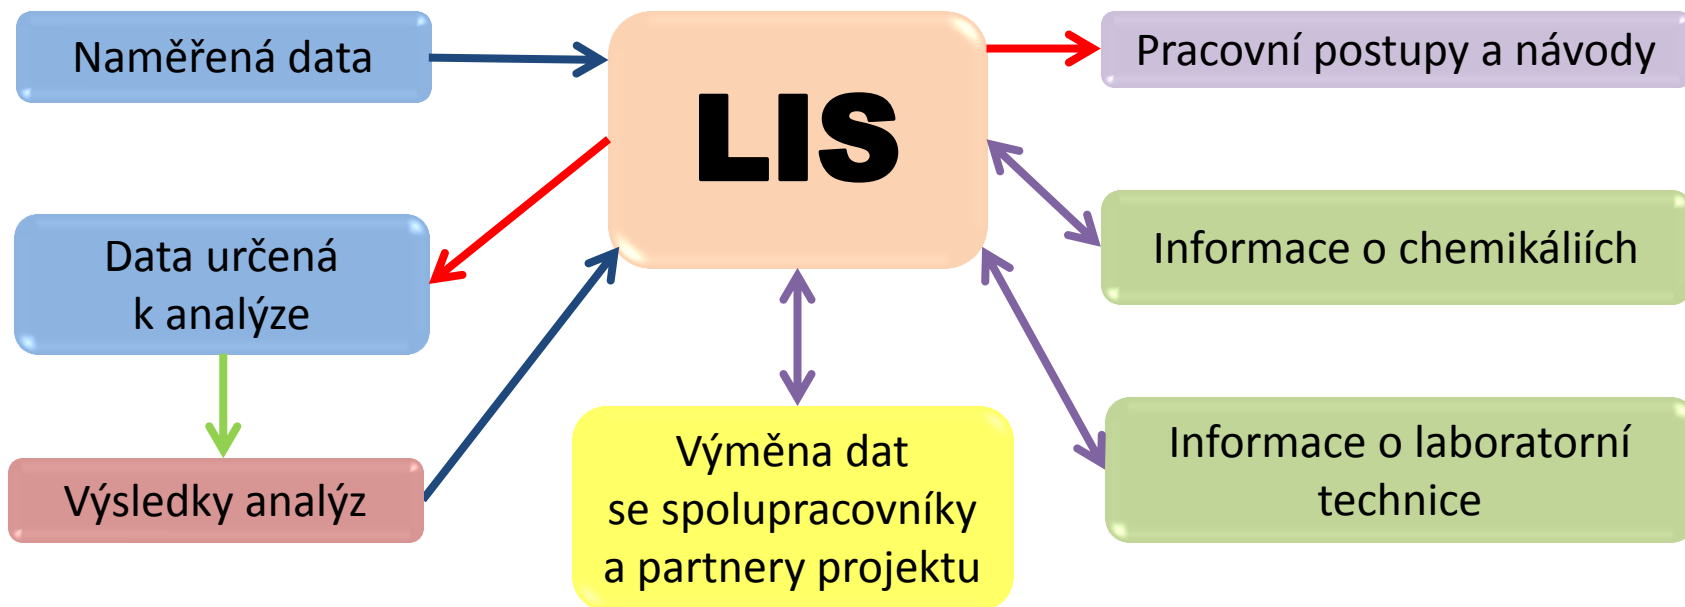 Naměřená data
LIS
Pracovní postupy a návody
Data určená
k analýze
Informace o chemikáliích
Výsledky analýz
Výměna dat
se spolupracovníky
a partnery projektu
Informace o laboratorní
technice